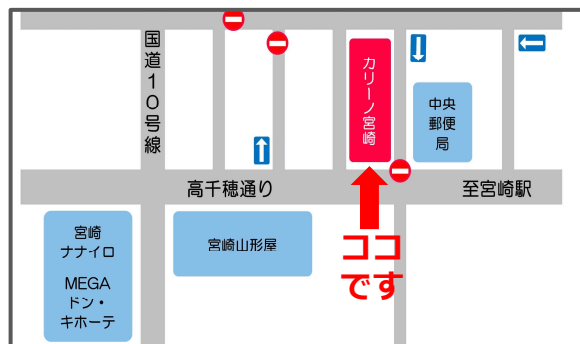 国道10号線
カリーノ宮崎
中央
郵便
局
高千穂通り
至宮崎駅
宮崎
ナナイロ
MEGA
ドン・
キホーテ
宮崎山形屋
ココ
です